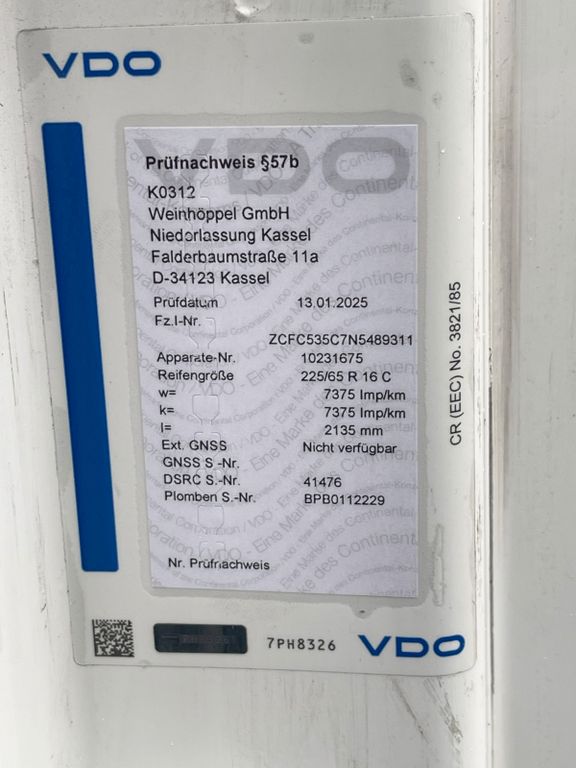 VDO
Prüfnachweis §57b
K0312
Weinhöppel GmbH
Niederlassung Kassel
Falderbaumstraße 11a
D-34123 Kassel
Prüfdatum 13.01.2025
Fz.I-Nr.
ZCFC535C7N5489311
Apparate-Nr. 10231675
Reifengröße 225/65 R 16 C
w= 7375 Imp/km
k= 7375 Imp/km
l= 2135 mm
Ext. GNSS Nicht verfügbar
GNSS S.-Nr.
DSRC S.-Nr. 41476
Plomben S.-Nr. BPB0112229
Nr. Prüfnachweis
CR (EEC) No. 3821/85
7PH8326 VDO